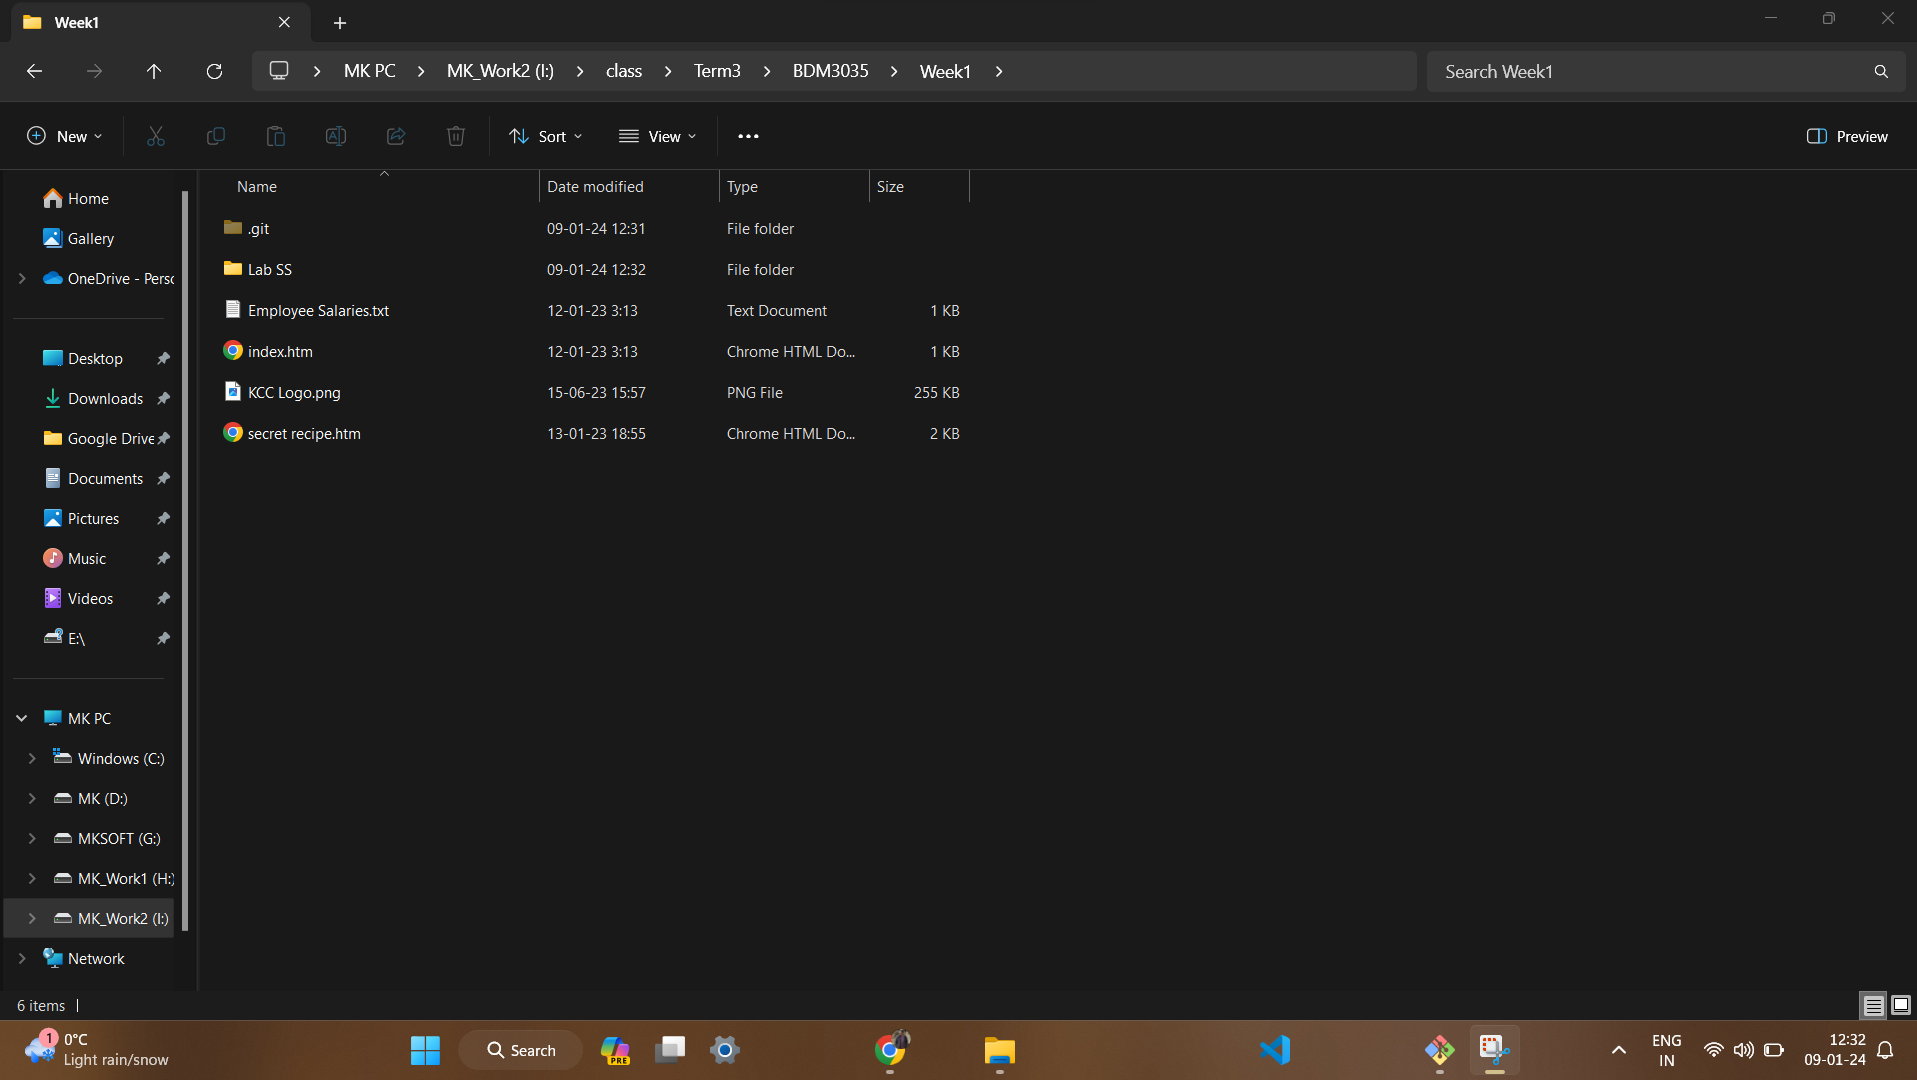 Week1
MK PC
MK_Work2 (I:)
class
Term3
BDM3035
Week1
Search Week1
New
Sort
View
Preview
Name Date modified Type Size
.git 09-01-24 12:31 File folder
Lab SS 09-01-24 12:32 File folder
Employee Salaries.txt 12-01-23 3:13 Text Document 1 KB
index.htm 12-01-23 3:13 Chrome HTML Do... 1 KB
KCC Logo.png 15-06-23 15:57 PNG File 255 KB
secret recipe.htm 13-01-23 18:55 Chrome HTML Do... 2 KB
Home
Gallery
OneDrive - Perso
Desktop
Downloads
Google Drive
Documents
Pictures
Music
Videos
E:\
MK PC
Windows (C:)
MK (D:)
MKSOFT (G:)
MK_Work1 (H:)
MK_Work2 (I:)
Network
6 items
1
0°C
Light rain/snow
Search
PRE
ENG
IN
12:32
09-01-24